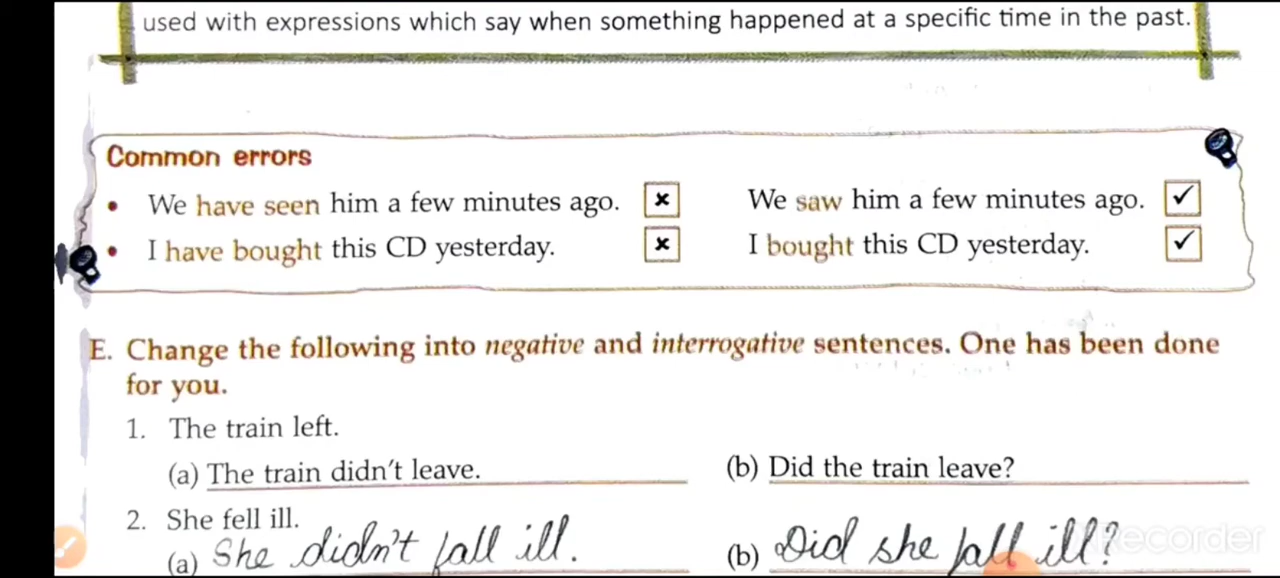 used with expressions which say when something happened at a specific time in the past.
Common errors
• We have seen him a few minutes ago. ✗ We saw him a few minutes ago. ✓
• I have bought this CD yesterday. ✗ I bought this CD yesterday. ✓
E. Change the following into negative and interrogative sentences. One has been done
for you.
1. The train left.
(a) The train didn't leave. (b) Did the train leave?
2. She fell ill.
(a) She didn't fall ill. (b) Did she fall ill?
Recorder